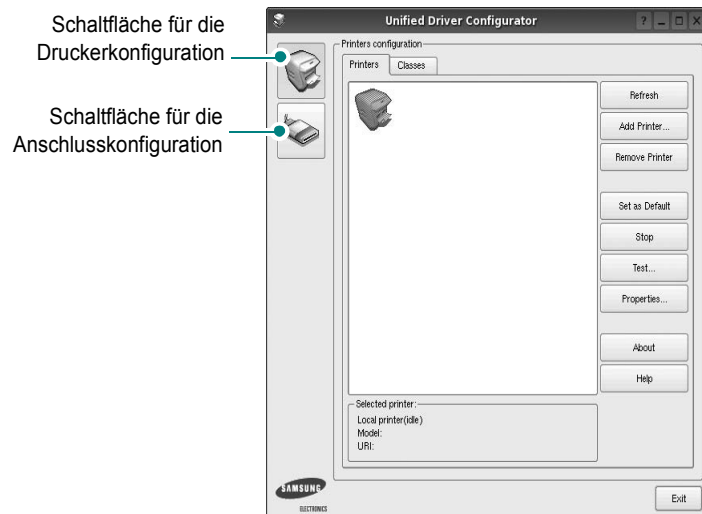 Schaltfläche für die
Druckerkonfiguration
Schaltfläche für die
Anschlusskonfiguration
Unified Driver Configurator
Printers configuration
Printers
Classes
Refresh
Add Printer...
Remove Printer
Set as Default
Stop
Test...
Properties...
About
Help
Selected printer:
Local printer(idle)
Model:
URI:
SAMSUNG
ELECTRONICS
Exit